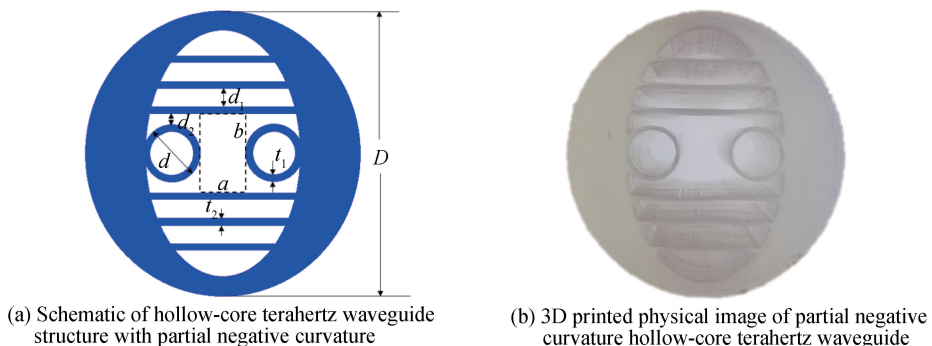 d₁
d₂
b
d
t₁
D
a
t₂
(a) Schematic of hollow-core terahertz waveguide
structure with partial negative curvature
(b) 3D printed physical image of partial negative
curvature hollow-core terahertz waveguide